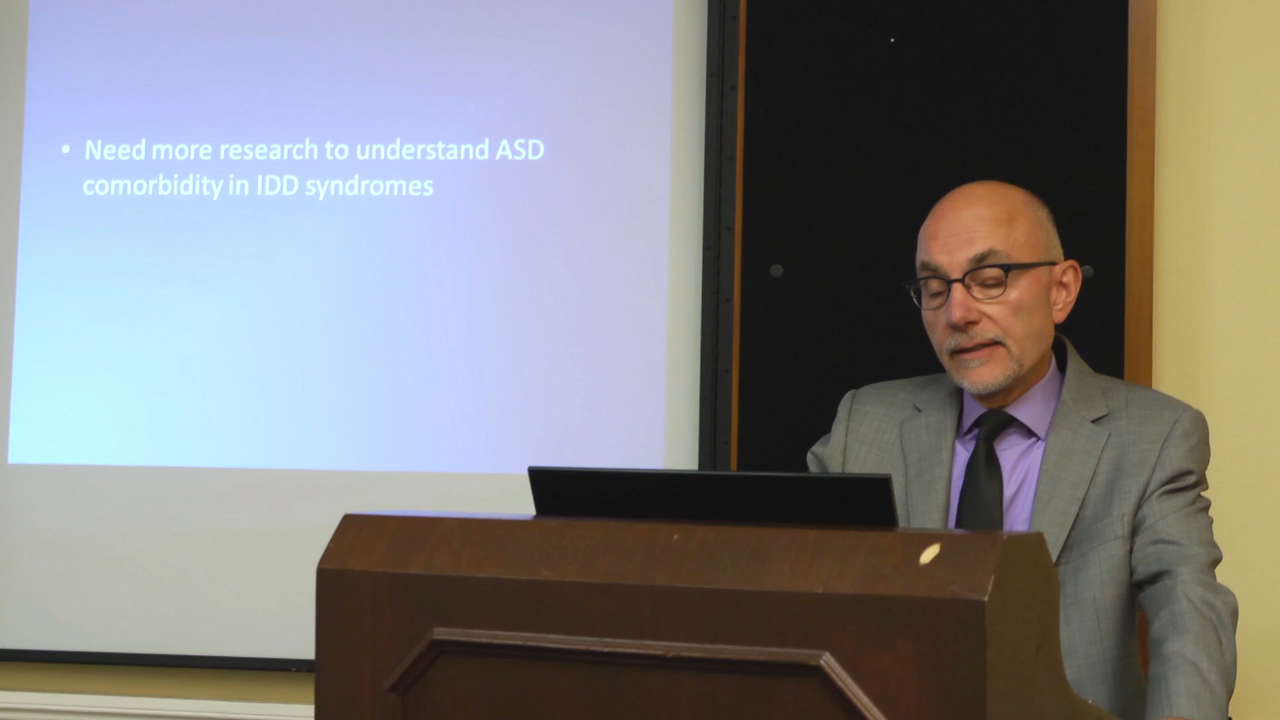 • Need more research to understand ASD
comorbidity in IDD syndromes